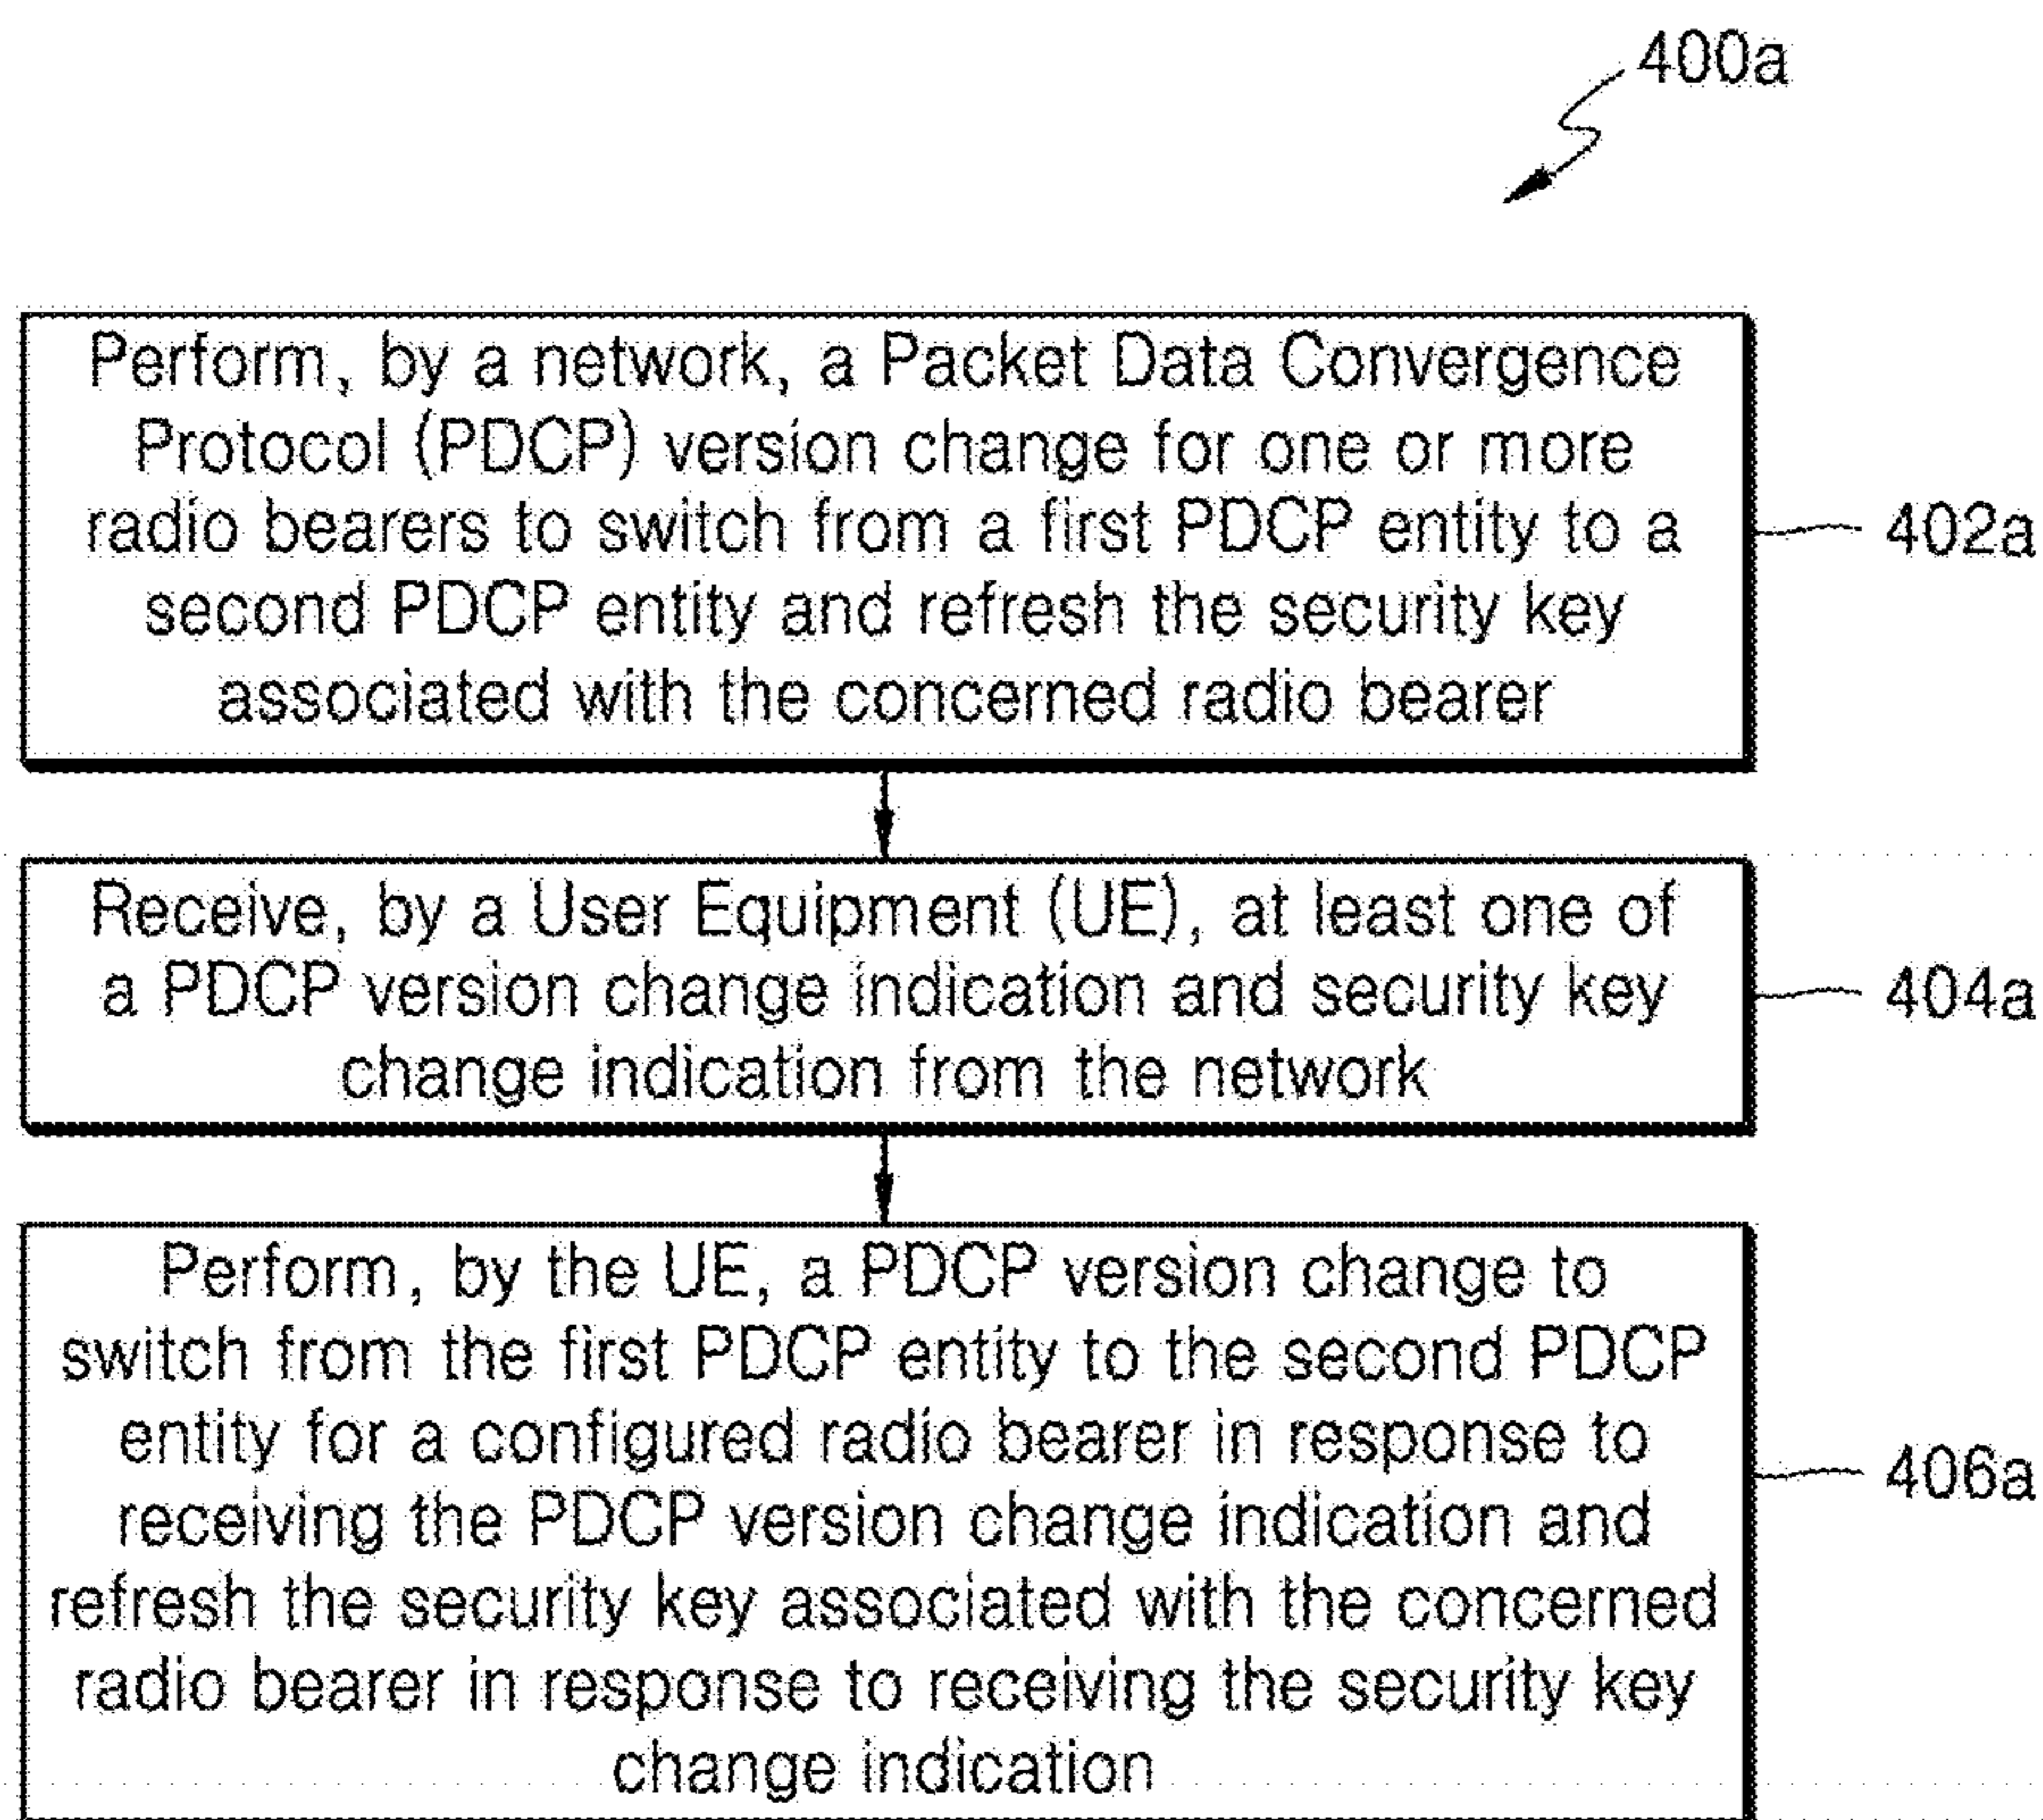 400a
Perform, by a network, a Packet Data Convergence
Protocol (PDCP) version change for one or more
radio bearers to switch from a first PDCP entity to a
second PDCP entity and refresh the security key
associated with the concerned radio bearer
402a
Receive, by a User Equipment (UE), at least one of
a PDCP version change indication and security key
change indication from the network
404a
Perform, by the UE, a PDCP version change to
switch from the first PDCP entity to the second PDCP
entity for a configured radio bearer in response to
receiving the PDCP version change indication and
refresh the security key associated with the concerned
radio bearer in response to receiving the security key
change indication
406a